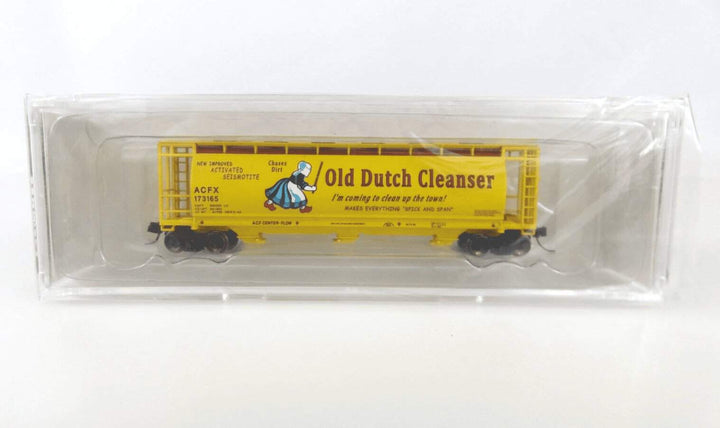 NEW IMPROVED
ACTIVATED
SEISMOTITE
Chases
Dirt
ACFX
173165
Old Dutch Cleanser
I'm coming to clean up the town!
MAKES EVERYTHING "SPICK AND SPAN"
ACF CENTER-FLOW